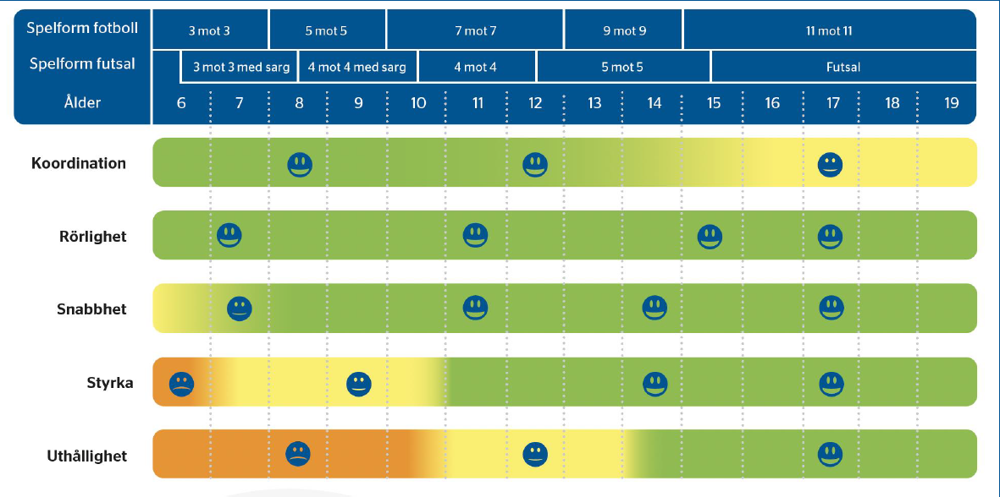 Spelform fotboll 3 mot 3 5 mot 5 7 mot 7 9 mot 9 11 mot 11
Spelform futsal 3 mot 3 med sarg 4 mot 4 med sarg 4 mot 4 5 mot 5 Futsal
Ålder 6 7 8 9 10 11 12 13 14 15 16 17 18 19
Koordination
Rörlighet
Snabbhet
Styrka
Uthållighet